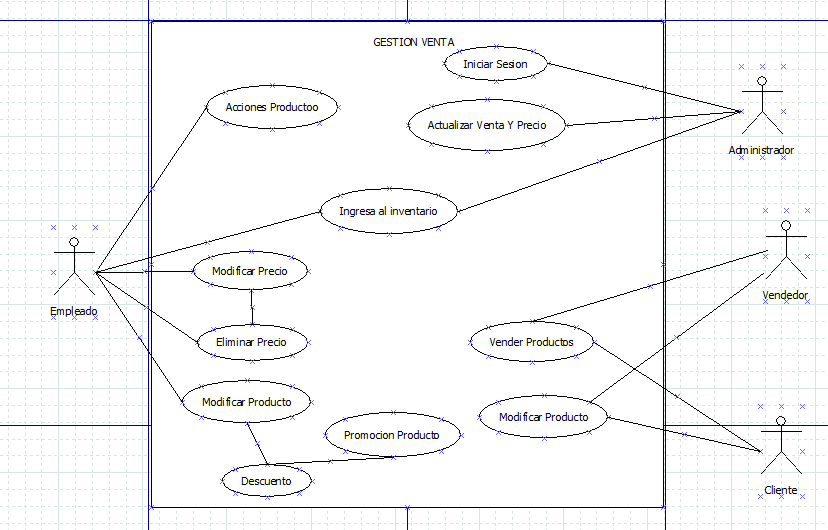 GESTION VENTA
Iniciar Sesion
Acciones Productoo
Actualizar Venta Y Precio
Administrador
Ingresa al inventario
Modificar Precio
Empleado
Vendedor
Eliminar Precio
Vender Productos
Modificar Producto
Modificar Producto
Promocion Producto
Descuento
Cliente